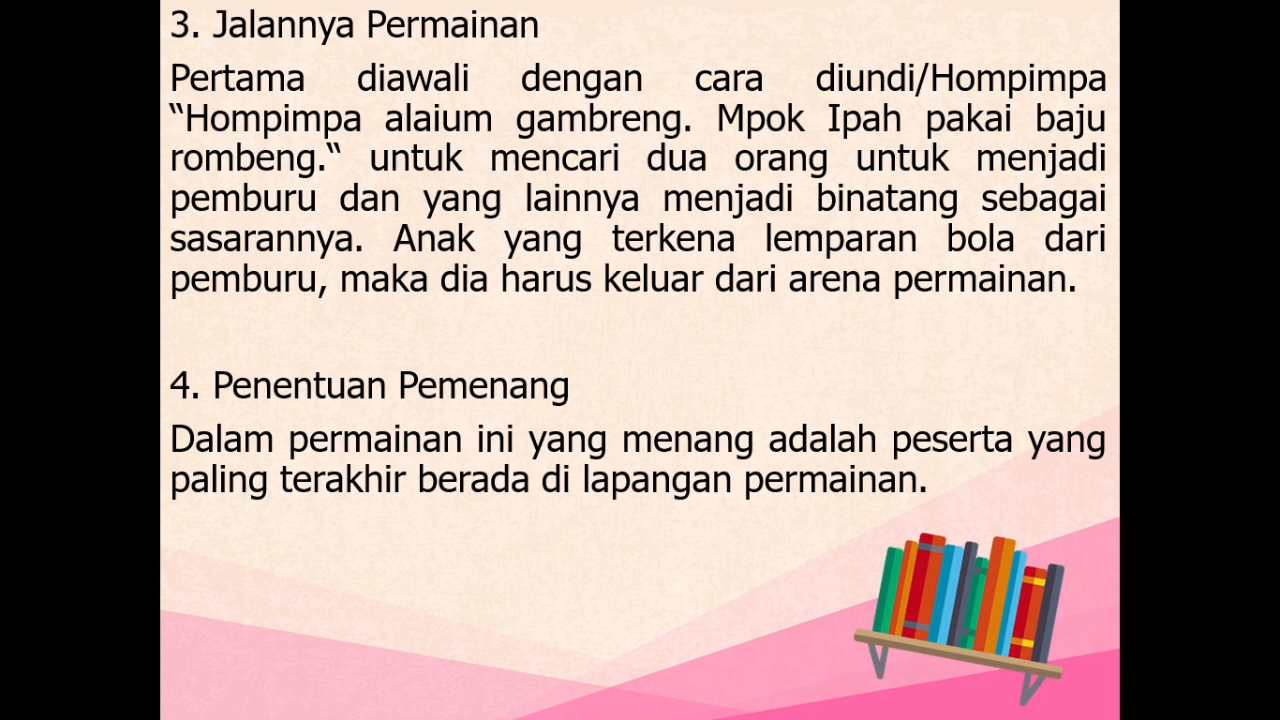 3. Jalannya Permainan
Pertama diawali dengan cara diundi/Hompimpa
“Hompimpa alaium gambreng. Mpok Ipah pakai baju
rombeng.“ untuk mencari dua orang untuk menjadi
pemburu dan yang lainnya menjadi binatang sebagai
sasarannya. Anak yang terkena lemparan bola dari
pemburu, maka dia harus keluar dari arena permainan.
4. Penentuan Pemenang
Dalam permainan ini yang menang adalah peserta yang
paling terakhir berada di lapangan permainan.